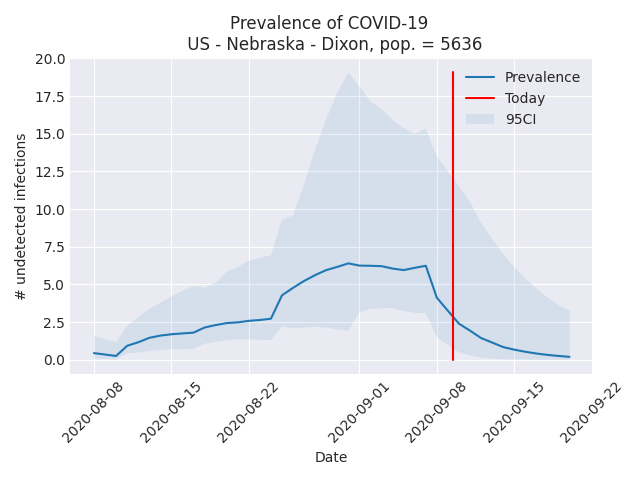 Prevalence of COVID-19
US - Nebraska - Dixon, pop. = 5636
20.0
17.5
15.0
12.5
10.0
7.5
5.0
2.5
0.0
# undetected infections
Prevalence
Today
95CI
2020-08-08
2020-08-15
2020-08-22
2020-09-01
2020-09-08
2020-09-15
2020-09-22
Date